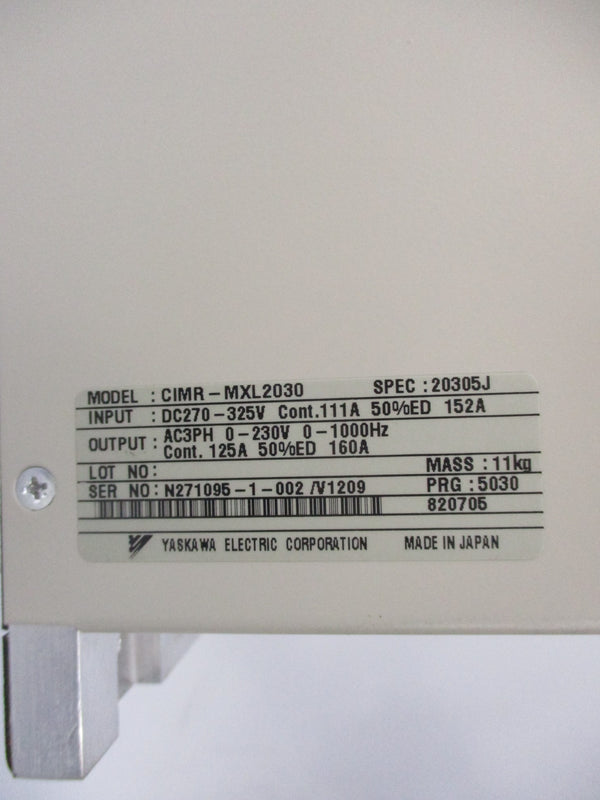 MODEL : CIMR-MXL2030 SPEC : 20305J
INPUT : DC270-325V Cont.111A 50%ED 152A
OUTPUT : AC3PH 0-230V 0-1000Hz
Cont. 125A 50%ED 160A
LOT NO: MASS : 11kg
SER NO: N271095-1-002 /V1209 PRG : 5030
820705
YASKAWA ELECTRIC CORPORATION MADE IN JAPAN